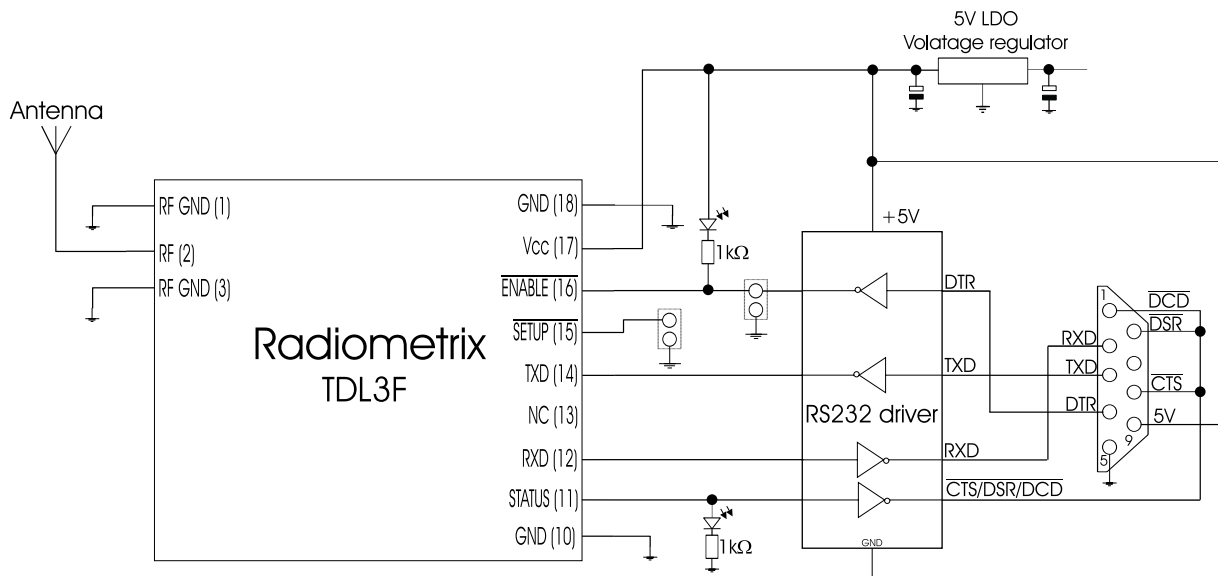 5V LDO
Volatage regulator
Antenna
RF GND (1)
RF (2)
RF GND (3)
Radiometrix
TDL3F
GND (18)
Vcc (17)
ENABLE (16)
SETUP (15)
TXD (14)
NC (13)
RXD (12)
STATUS (11)
GND (10)
1kΩ
1kΩ
+5V
RS232 driver
GND
DTR
TXD
RXD
CTS/DSR/DCD
RXD
TXD
DTR
1
5
9
DCD
DSR
CTS
5V